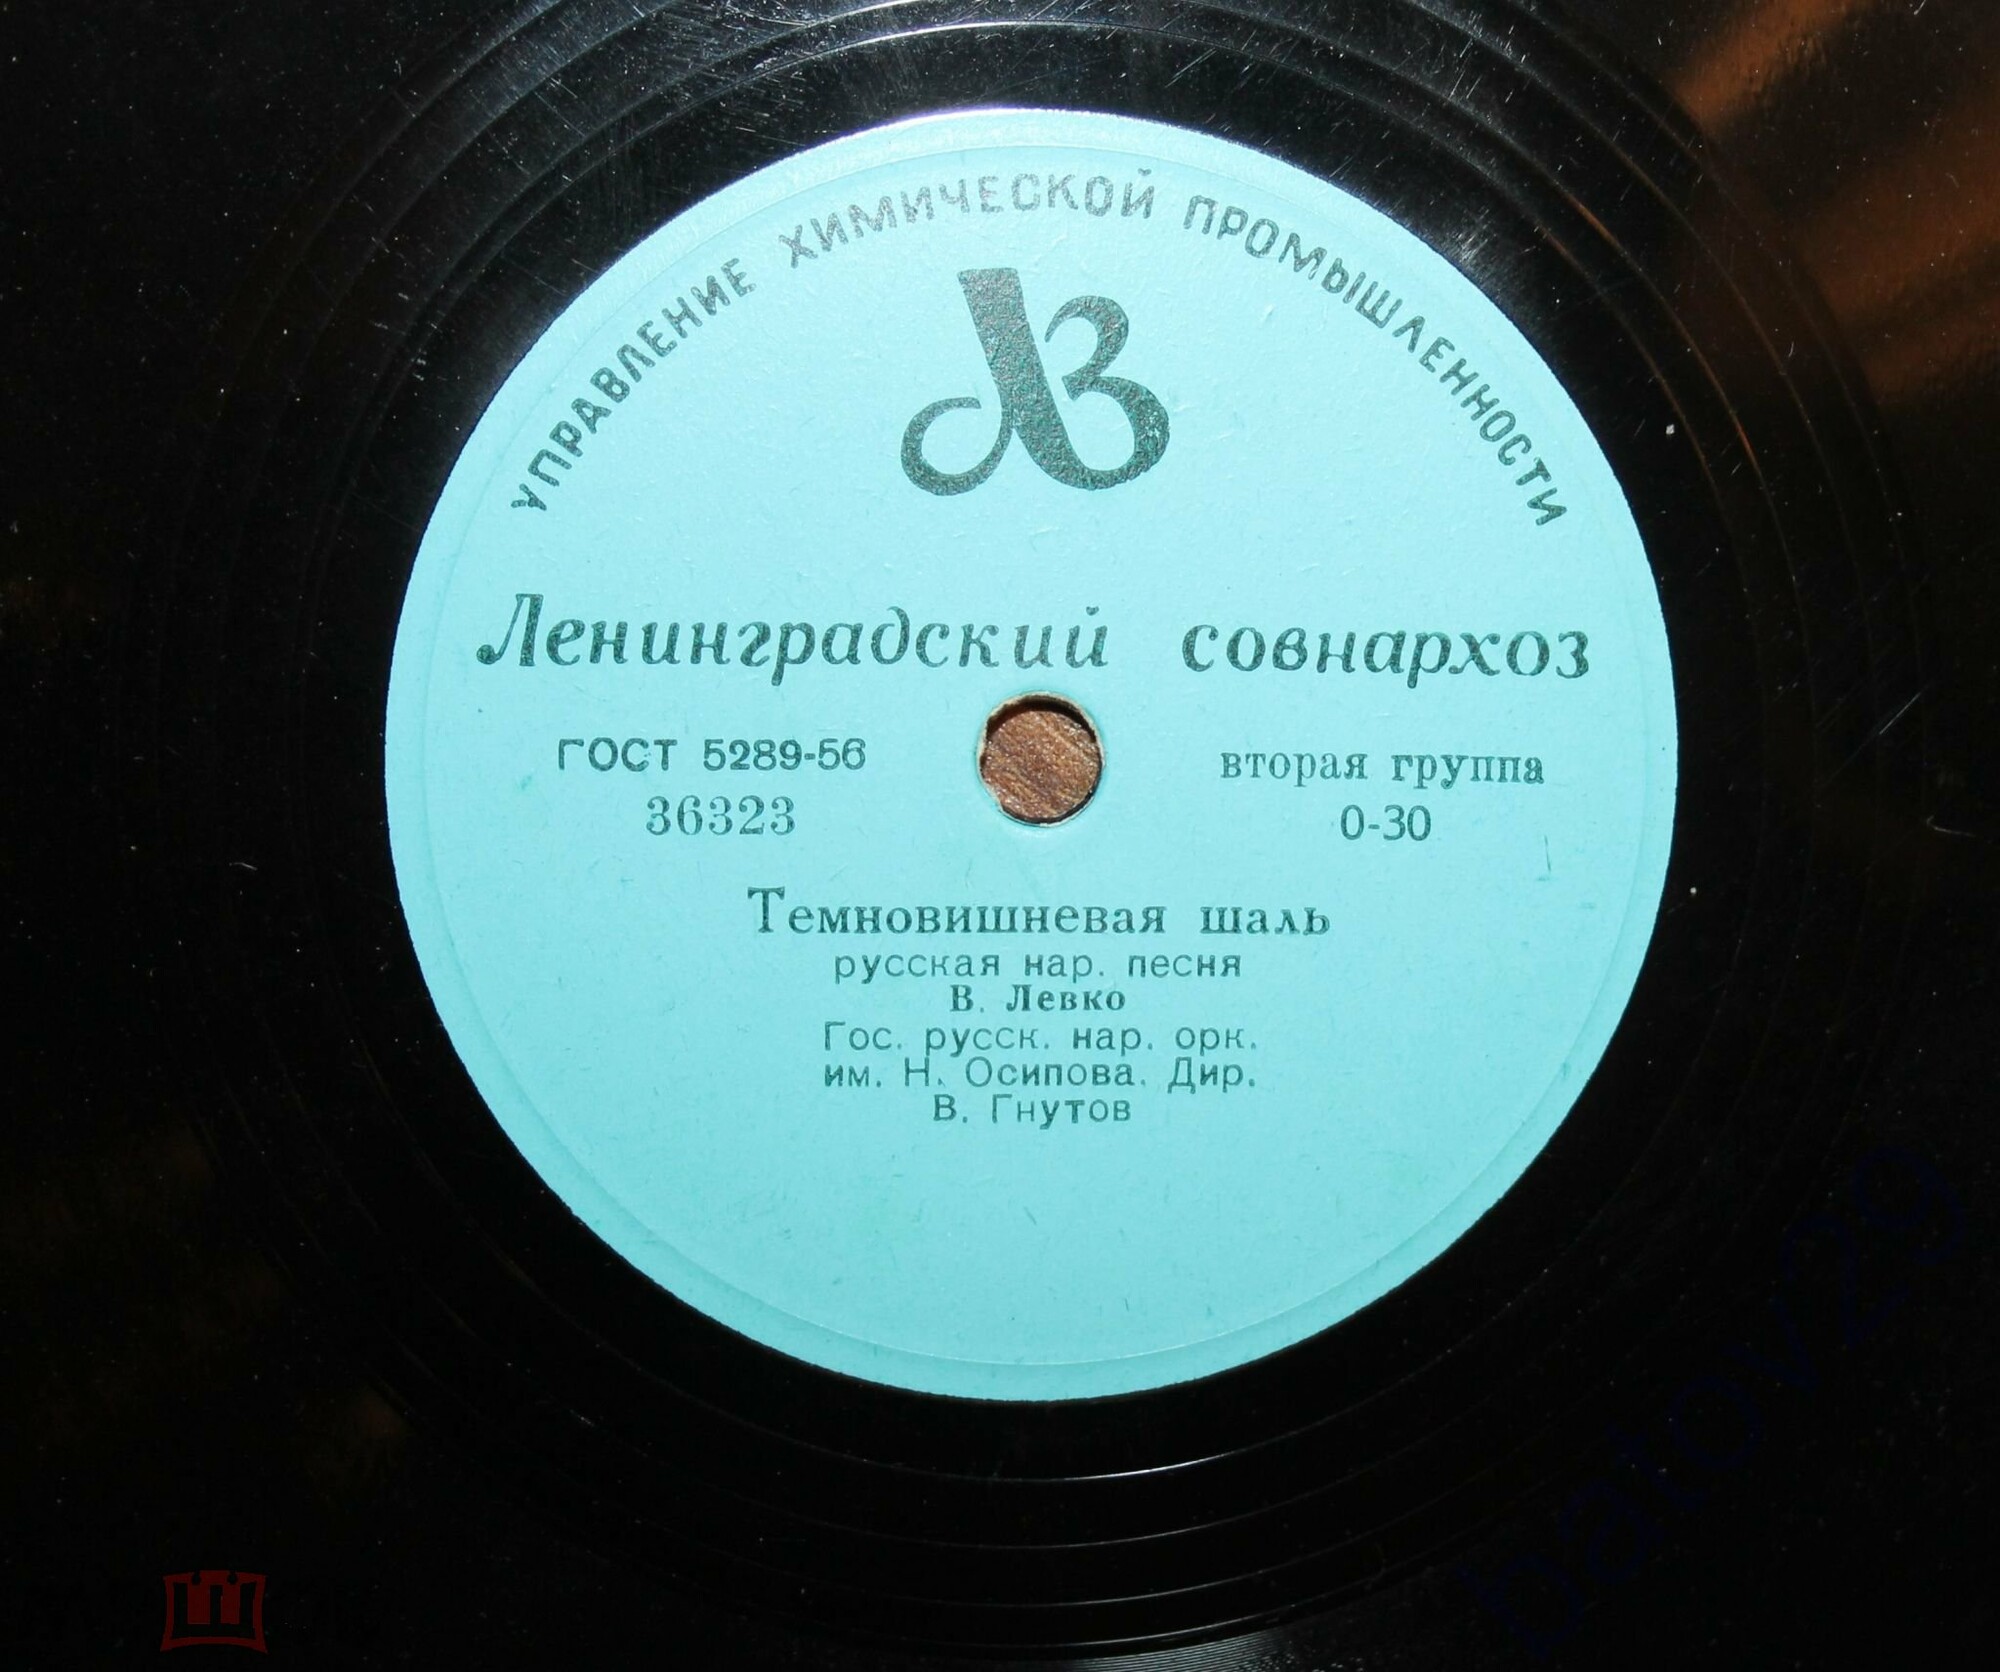 УПРАВЛЕНИЕ ХИМИЧЕСКОЙ ПРОМЫШЛЕННОСТИ
Ленинградский совнархоз
ГОСТ 5289-56
36323
вторая группа
0-30
Темновишневая шаль
русская нар. песня
В. Левко
Гос. русск. нар. орк.
им. Н. Осипова. Дир.
В. Гнутов